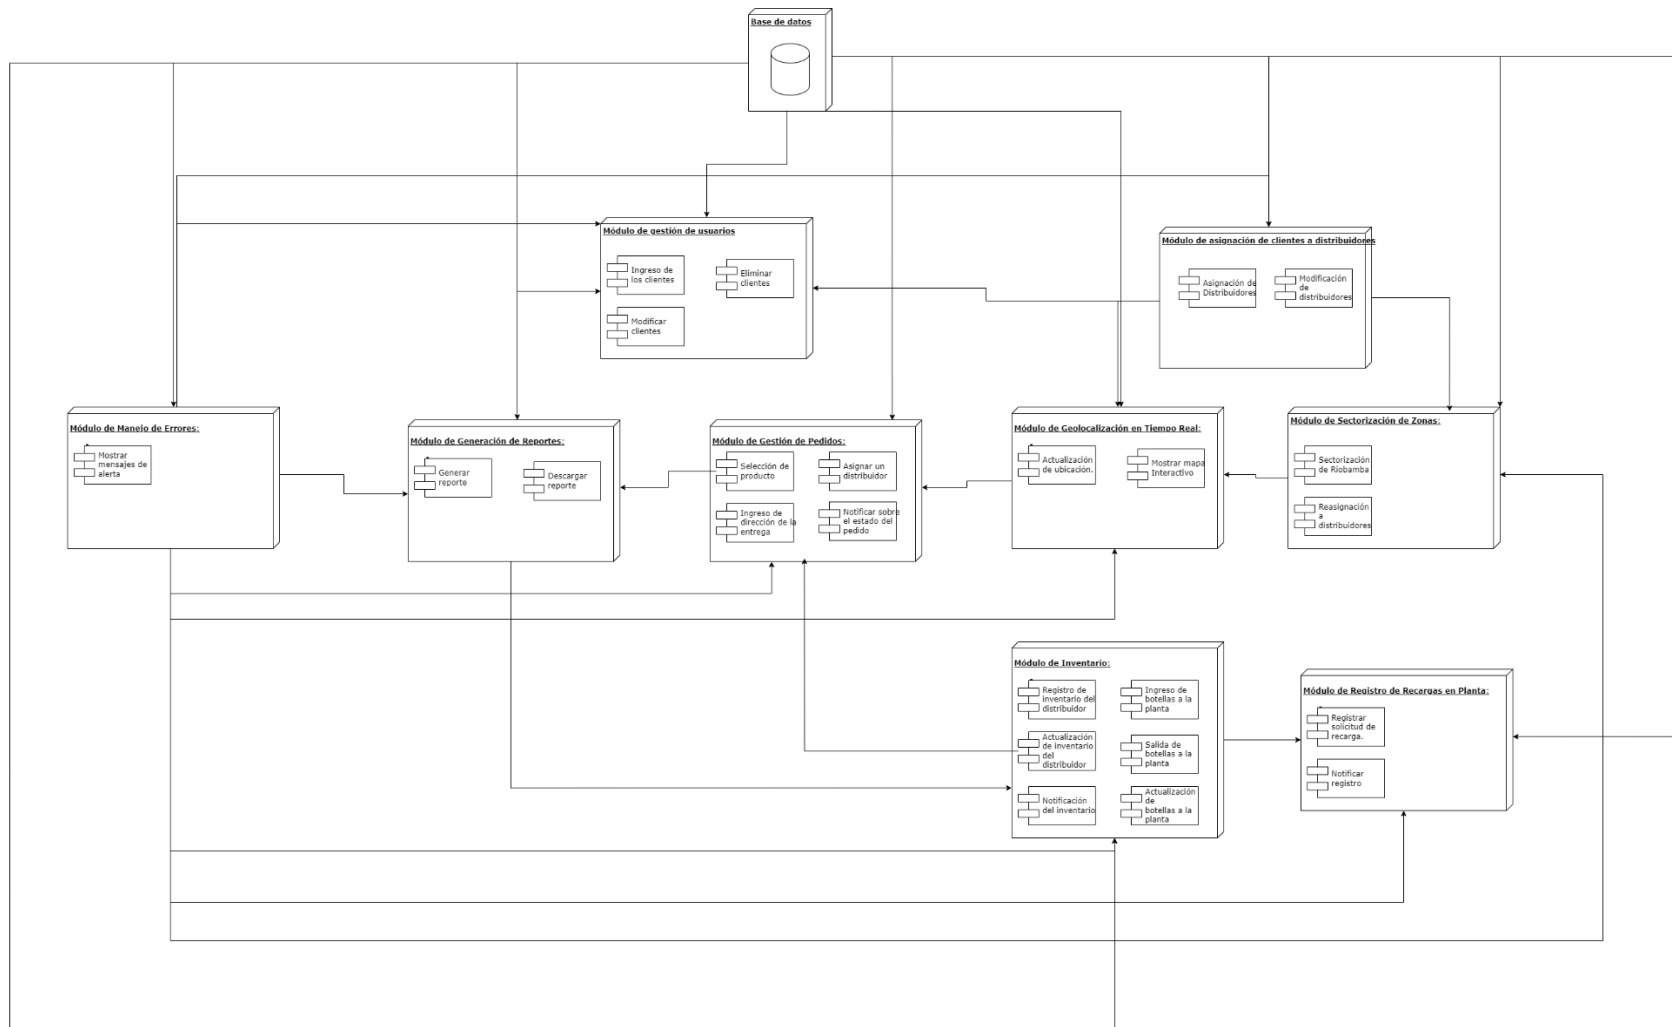 Base de datos
Módulo de gestión de usuarios
Ingreso de
los clientes
Eliminar
clientes
Modificar
clientes
Módulo de asignación de clientes a distribuidores
Asignación de
Distribuidores
Modificación
de
distribuidores
Módulo de Manejo de Errores:
Mostrar
mensajes de
alerta
Módulo de Generación de Reportes:
Generar
reporte
Descargar
reporte
Módulo de Gestión de Pedidos:
Selección de
producto
Asignar un
distribuidor
Ingreso de
dirección de la
entrega
Notificar sobre
el estado del
pedido
Módulo de Geolocalización en Tiempo Real:
Actualización
de ubicación.
Mostrar mapa
Interactivo
Módulo de Sectorización de Zonas:
Sectorización
de Riobamba
Reasignación
a
distribuidores
Módulo de Inventario:
Registro de
inventario del
distribuidor
Ingreso de
botellas a la
planta
Actualización
de inventario
del
distribuidor
Salida de
botellas a la
planta
Notificación
del inventario
Actualización
de
botellas a la
planta
Módulo de Registro de Recargas en Planta:
Registrar
solicitud de
recarga.
Notificar
registro